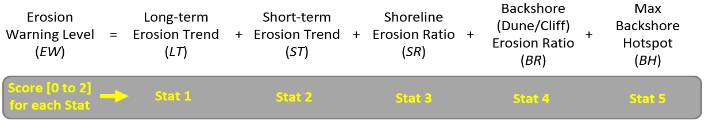 Erosion Warning Level (EW) = Long-term Erosion Trend (LT) + Short-term Erosion Trend (ST) + Shoreline Erosion Ratio (SR) + Backshore (Dune/Cliff) Erosion Ratio (BR) + Max Backshore Hotspot (BH)
Score [0 to 2] for each Stat
Stat 1
Stat 2
Stat 3
Stat 4
Stat 5